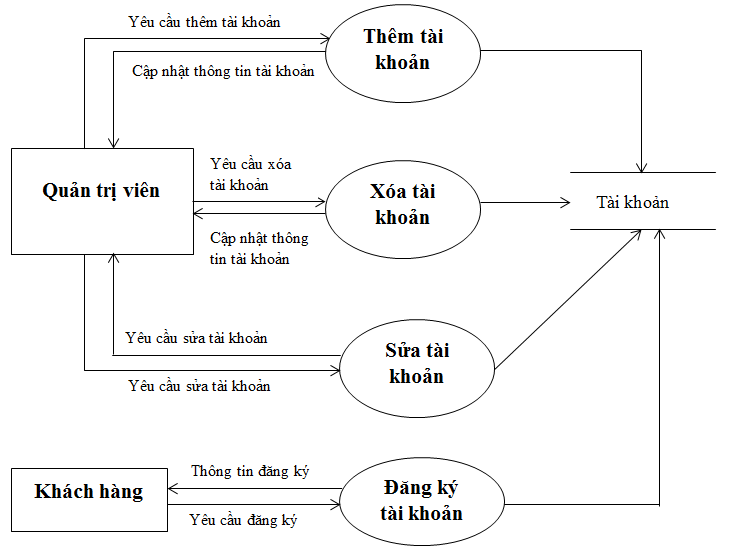 Yêu cầu thêm tài khoản
Thêm tài
khoản
Cập nhật thông tin tài khoản
Quản trị viên
Yêu cầu xóa
tài khoản
Xóa tài
khoản
Tài khoản
Cập nhật thông
tin tài khoản
Yêu cầu sửa tài khoản
Sửa tài
khoản
Yêu cầu sửa tài khoản
Khách hàng
Thông tin đăng ký
Đăng ký
tài khoản
Yêu cầu đăng ký